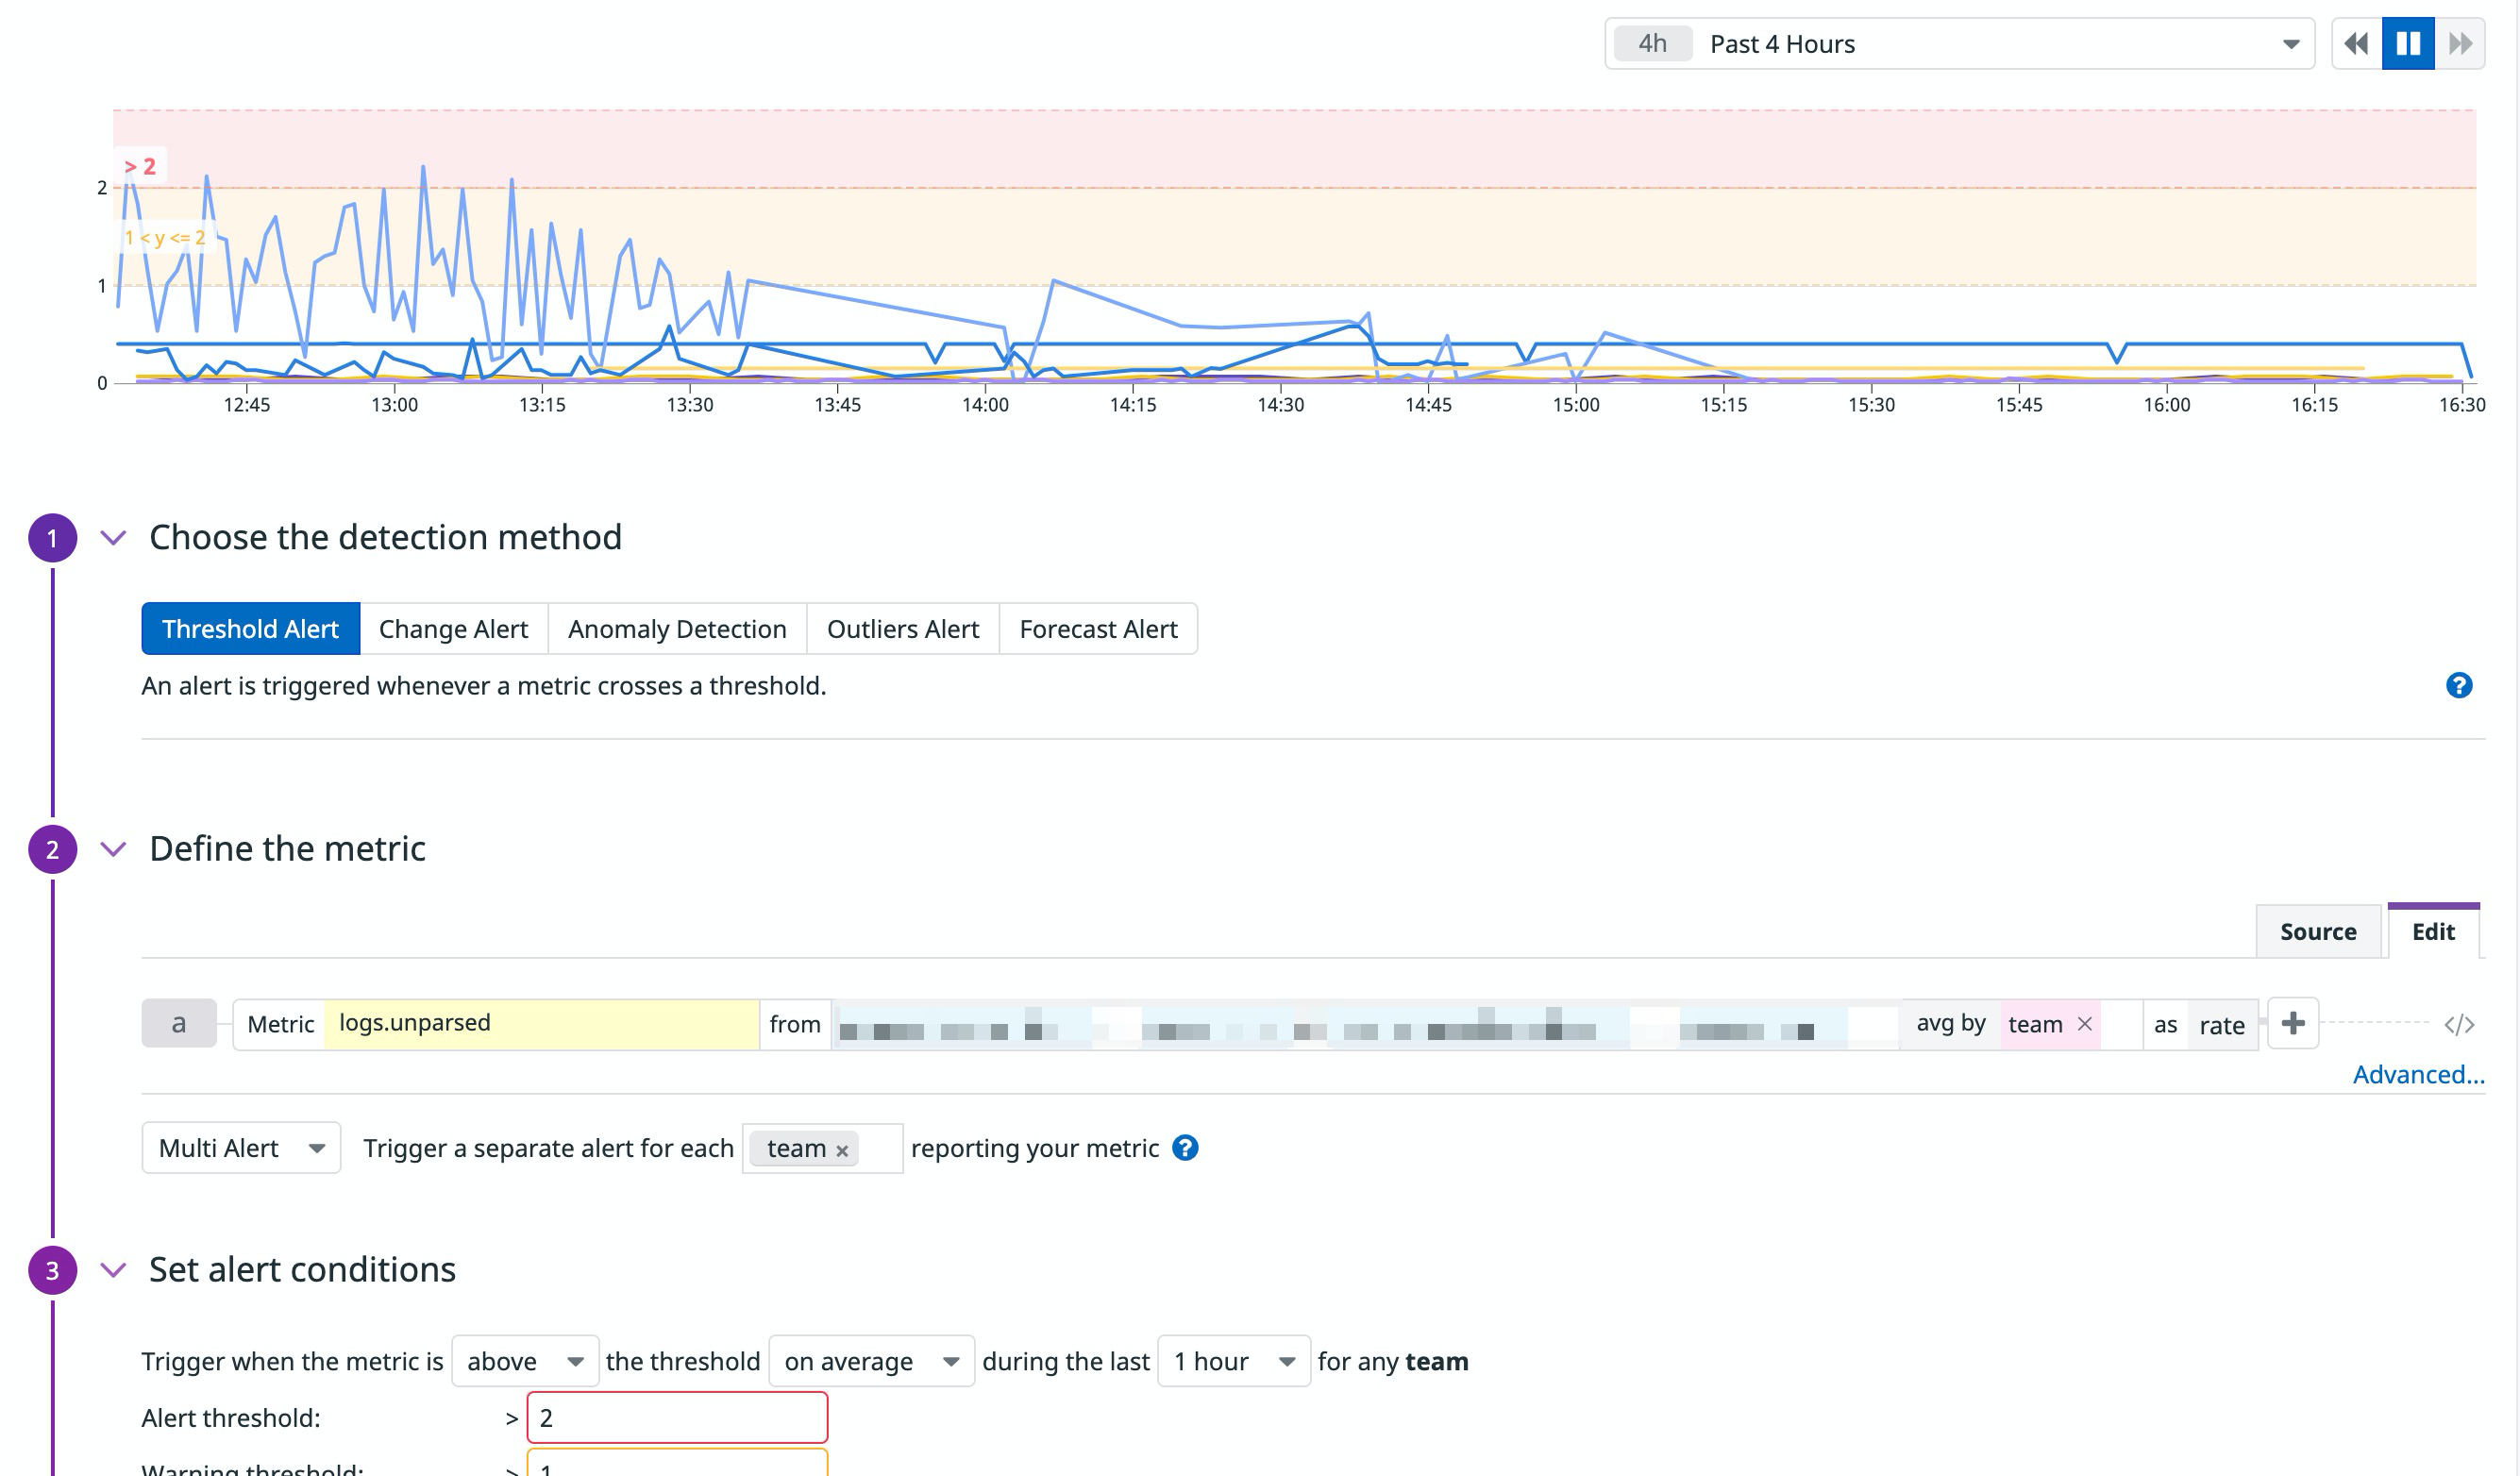 4h Past 4 Hours
> 2
2
1 < y <= 2
1
0
12:45 13:00 13:15 13:30 13:45 14:00 14:15 14:30 14:45 15:00 15:15 15:30 15:45 16:00 16:15 16:30
1 Choose the detection method
Threshold Alert Change Alert Anomaly Detection Outliers Alert Forecast Alert
An alert is triggered whenever a metric crosses a threshold. ?
2 Define the metric
Source Edit
a Metric logs.unparsed from avg by team × as rate + </>
Advanced...
Multi Alert Trigger a separate alert for each team × reporting your metric ?
3 Set alert conditions
Trigger when the metric is above the threshold on average during the last 1 hour for any team
Alert threshold: > 2
Warning threshold: > 1